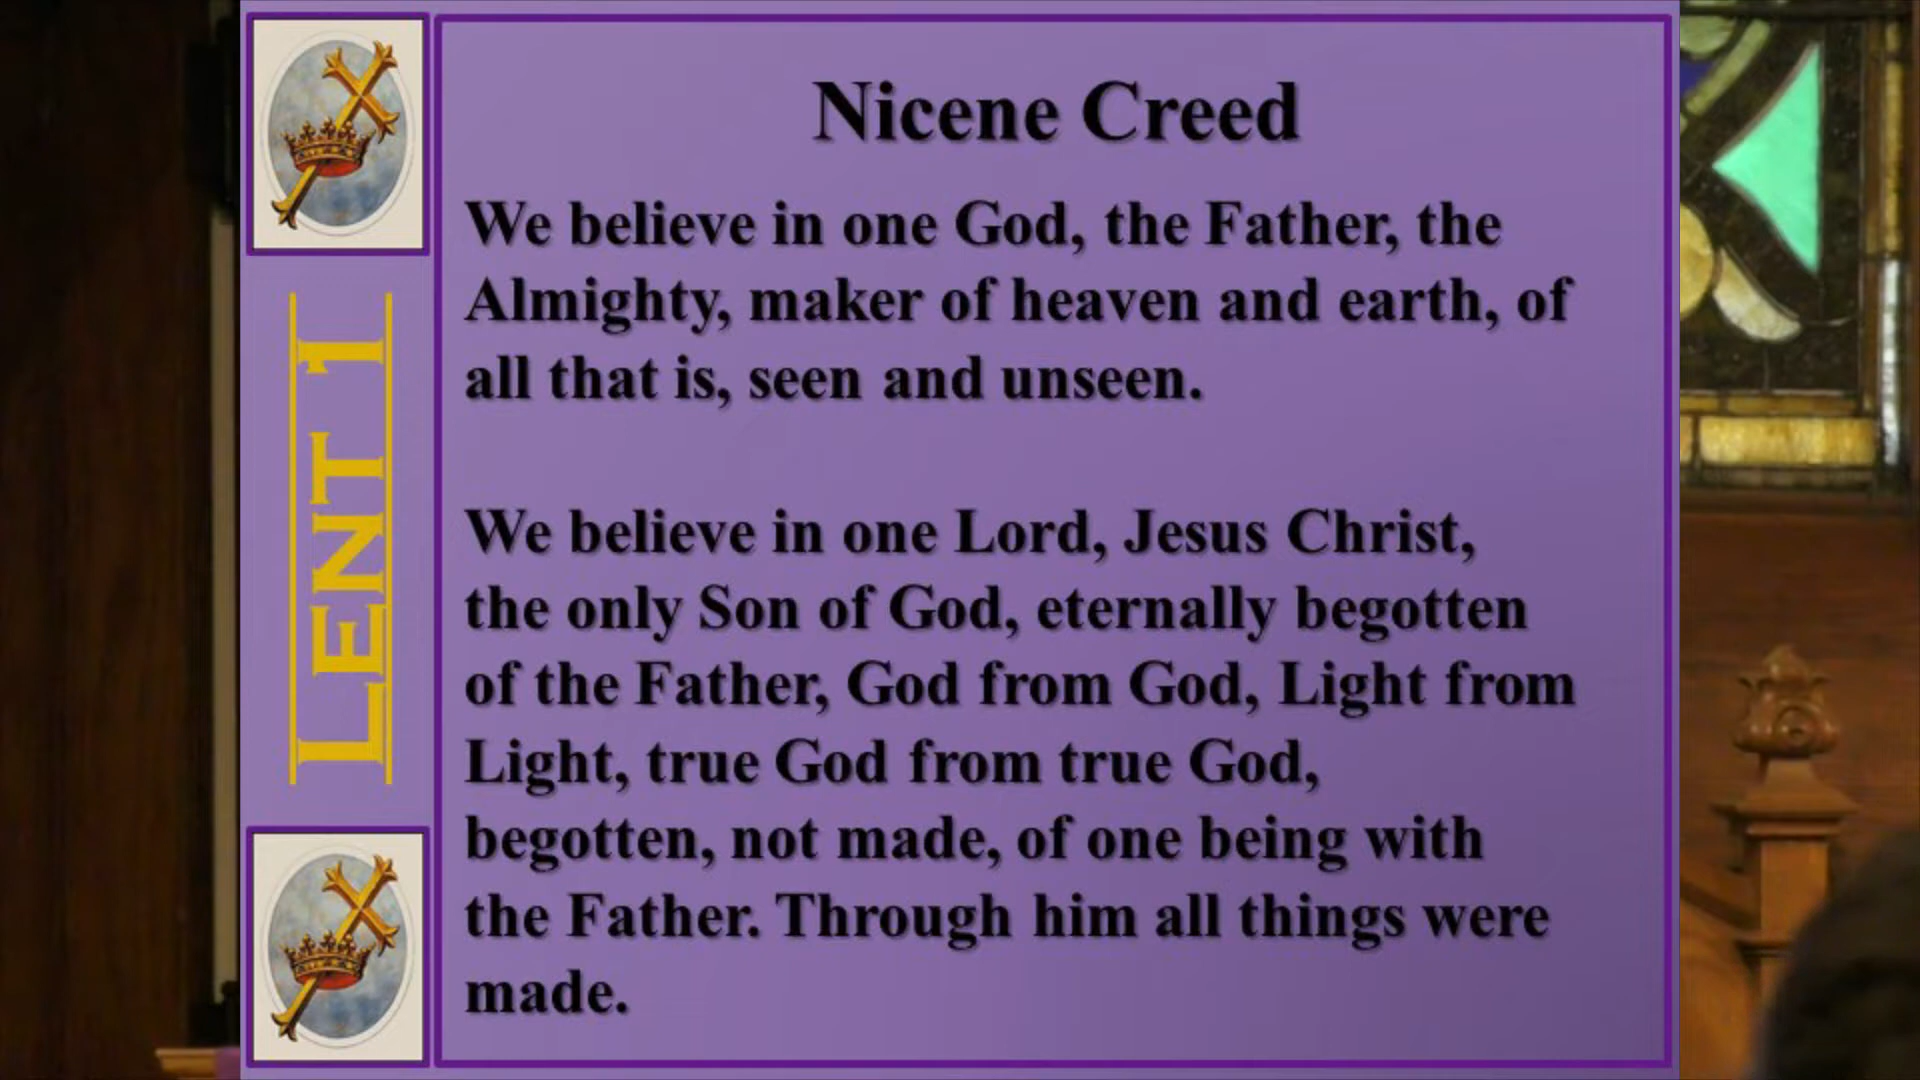 Nicene Creed
We believe in one God, the Father, the
Almighty, maker of heaven and earth, of
all that is, seen and unseen.
We believe in one Lord, Jesus Christ,
the only Son of God, eternally begotten
of the Father, God from God, Light from
Light, true God from true God,
begotten, not made, of one being with
the Father. Through him all things were
made.
LENT 1